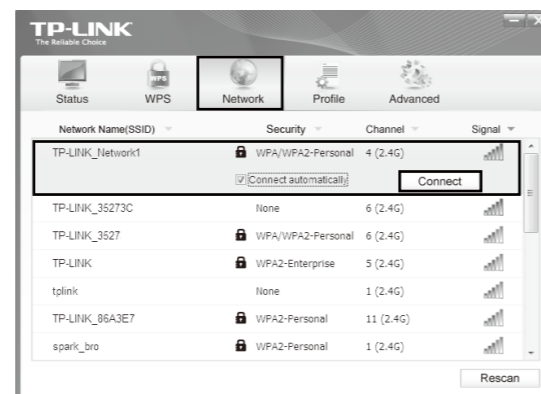 TP-LINK
The Reliable Choice
WPS
Status WPS Network Profile Advanced
Network Name(SSID) Security Channel Signal
TP-LINK_Network1 WPA/WPA2-Personal 4 (2.4G)
Connect automatically Connect
TP-LINK_35273C None 6 (2.4G)
TP-LINK_3527 WPA/WPA2-Personal 6 (2.4G)
TP-LINK WPA2-Enterprise 5 (2.4G)
tplink None 1 (2.4G)
TP-LINK_86A3E7 WPA2-Personal 11 (2.4G)
spark_bro WPA2-Personal 1 (2.4G)
Rescan